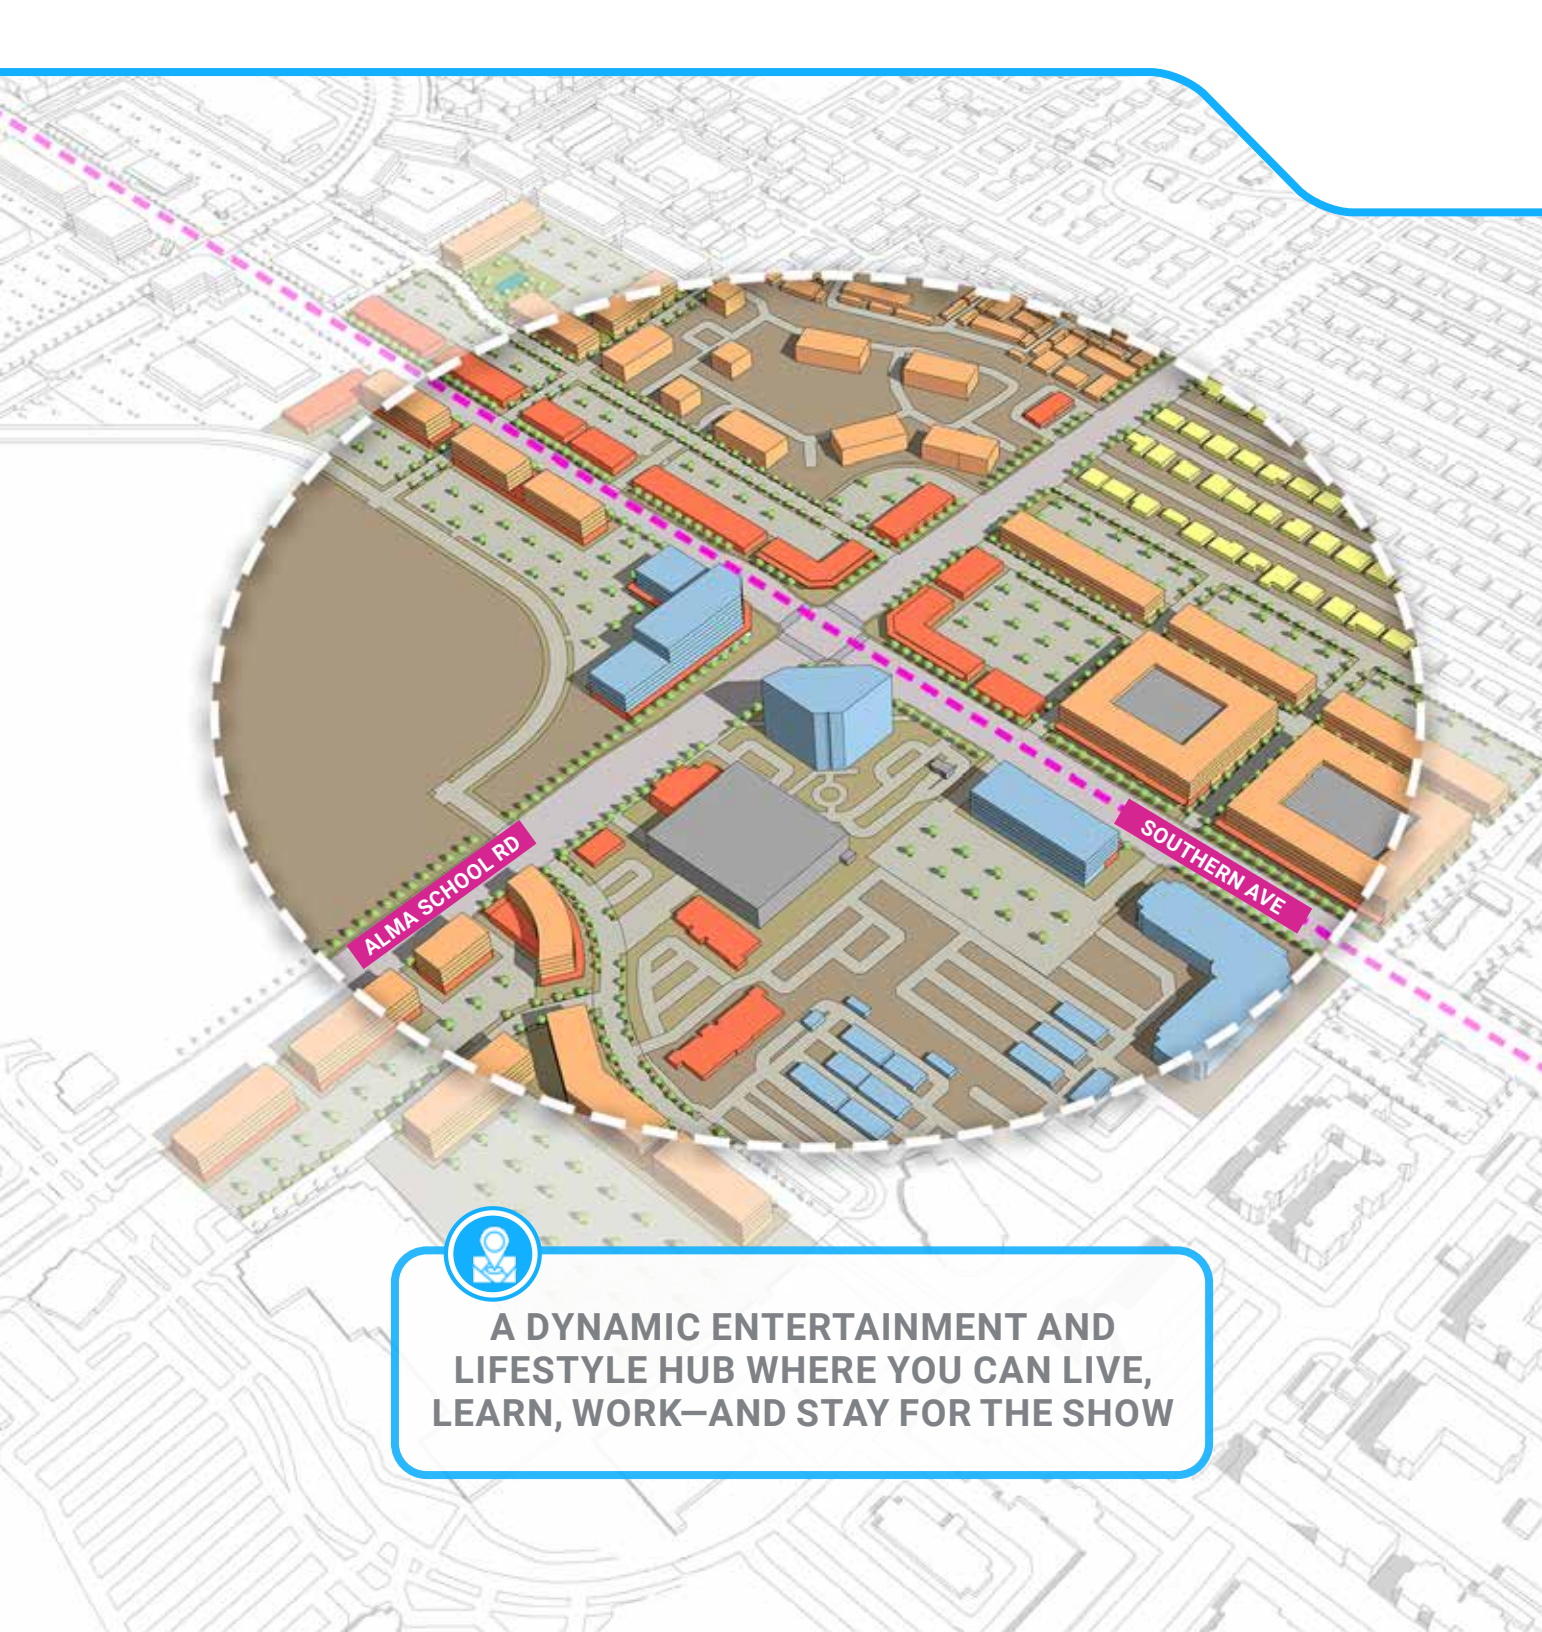 ALMA SCHOOL RD
SOUTHERN AVE
A DYNAMIC ENTERTAINMENT AND
LIFESTYLE HUB WHERE YOU CAN LIVE,
LEARN, WORK—AND STAY FOR THE SHOW